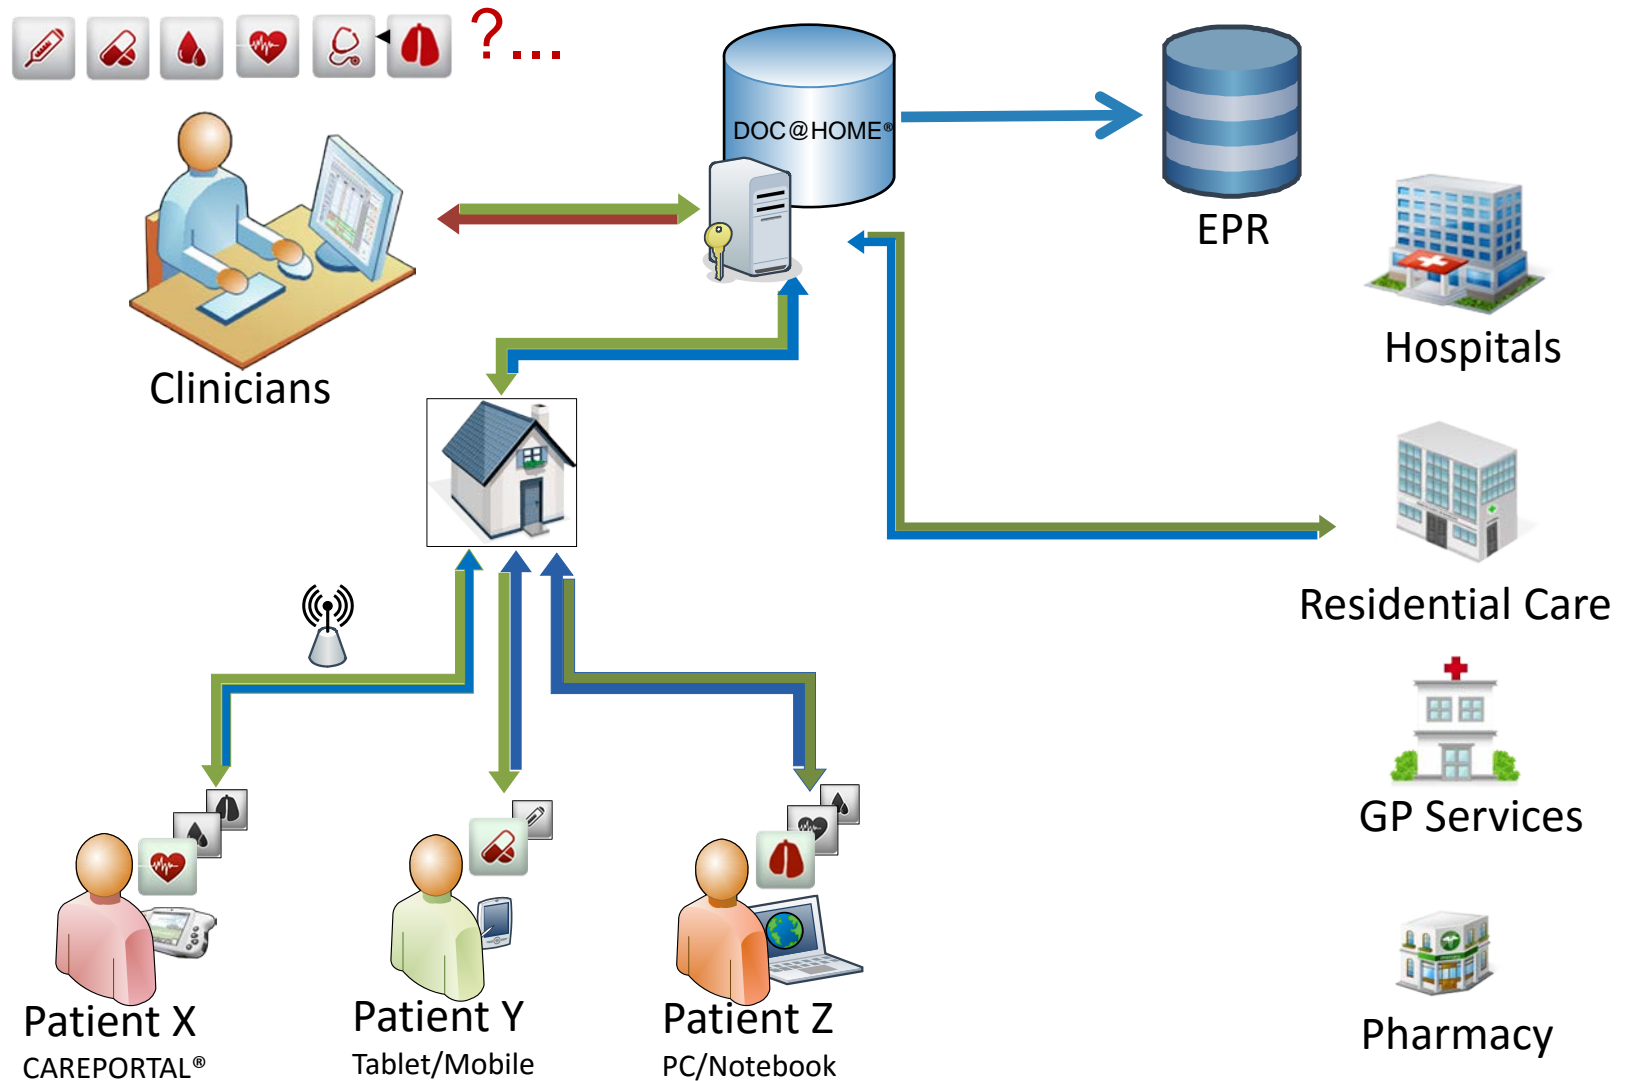 ?...
DOC@HOME®
EPR
Hospitals
Clinicians
Residential Care
GP Services
Patient X
CAREPORTAL®
Patient Y
Tablet/Mobile
Patient Z
PC/Notebook
Pharmacy